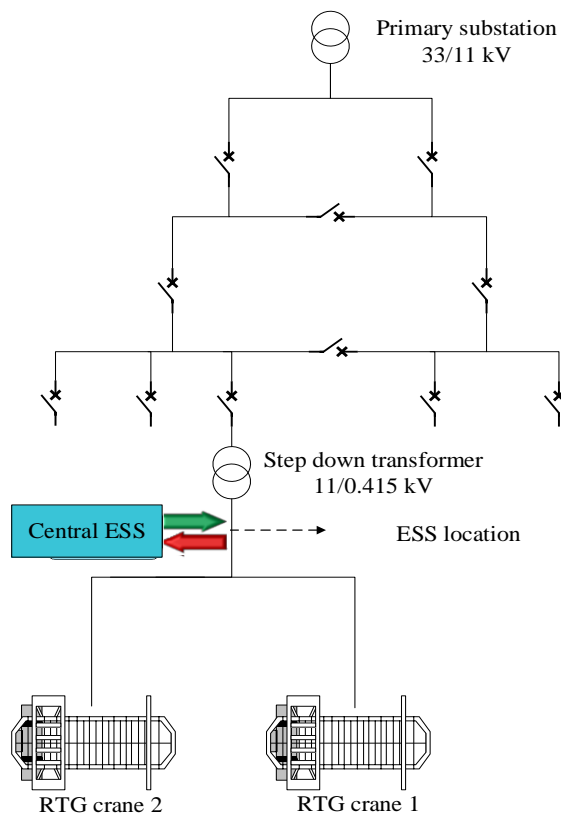 Primary substation
33/11 kV
Step down transformer
11/0.415 kV
Central ESS
ESS location
RTG crane 2
RTG crane 1